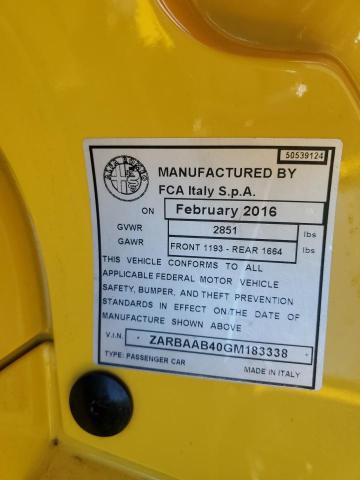 50539124
ALFA ROMEO
MANUFACTURED BY
FCA Italy S.p.A.
ON February 2016
GVWR 2851 lbs
GAWR FRONT 1193 - REAR 1664 lbs
THIS VEHICLE CONFORMS TO ALL
APPLICABLE FEDERAL MOTOR VEHICLE
SAFETY, BUMPER, AND THEFT PREVENTION
STANDARDS IN EFFECT ON THE DATE OF
MANUFACTURE SHOWN ABOVE
V.I.N. · ZARBAAB40GM183338 ·
TYPE: PASSENGER CAR MADE IN ITALY